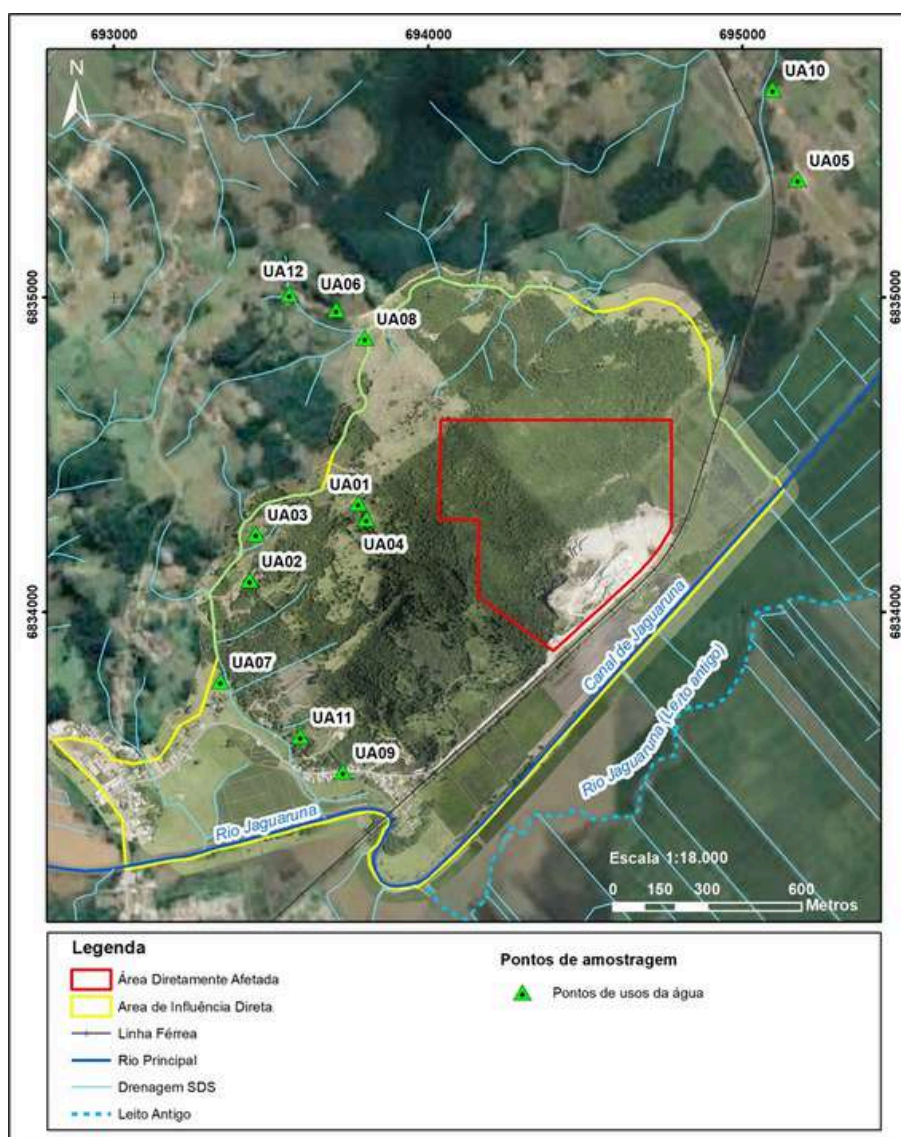 693000
694000
695000
N
UA10
UA05
6835000
6835000
UA12
UA06
UA08
UA01
UA03
UA04
UA02
6834000
6834000
Canal de Jaguaruna
UA07
Rio Jaguaruna (Leito antigo)
UA11
UA09
Rio Jaguaruna
Escala 1:18.000
0 150 300 600
Metros
Legenda
Área Diretamente Afetada
Area de Influência Direta
Linha Férrea
Rio Principal
Drenagem SDS
Leito Antigo
Pontos de amostragem
Pontos de usos da água